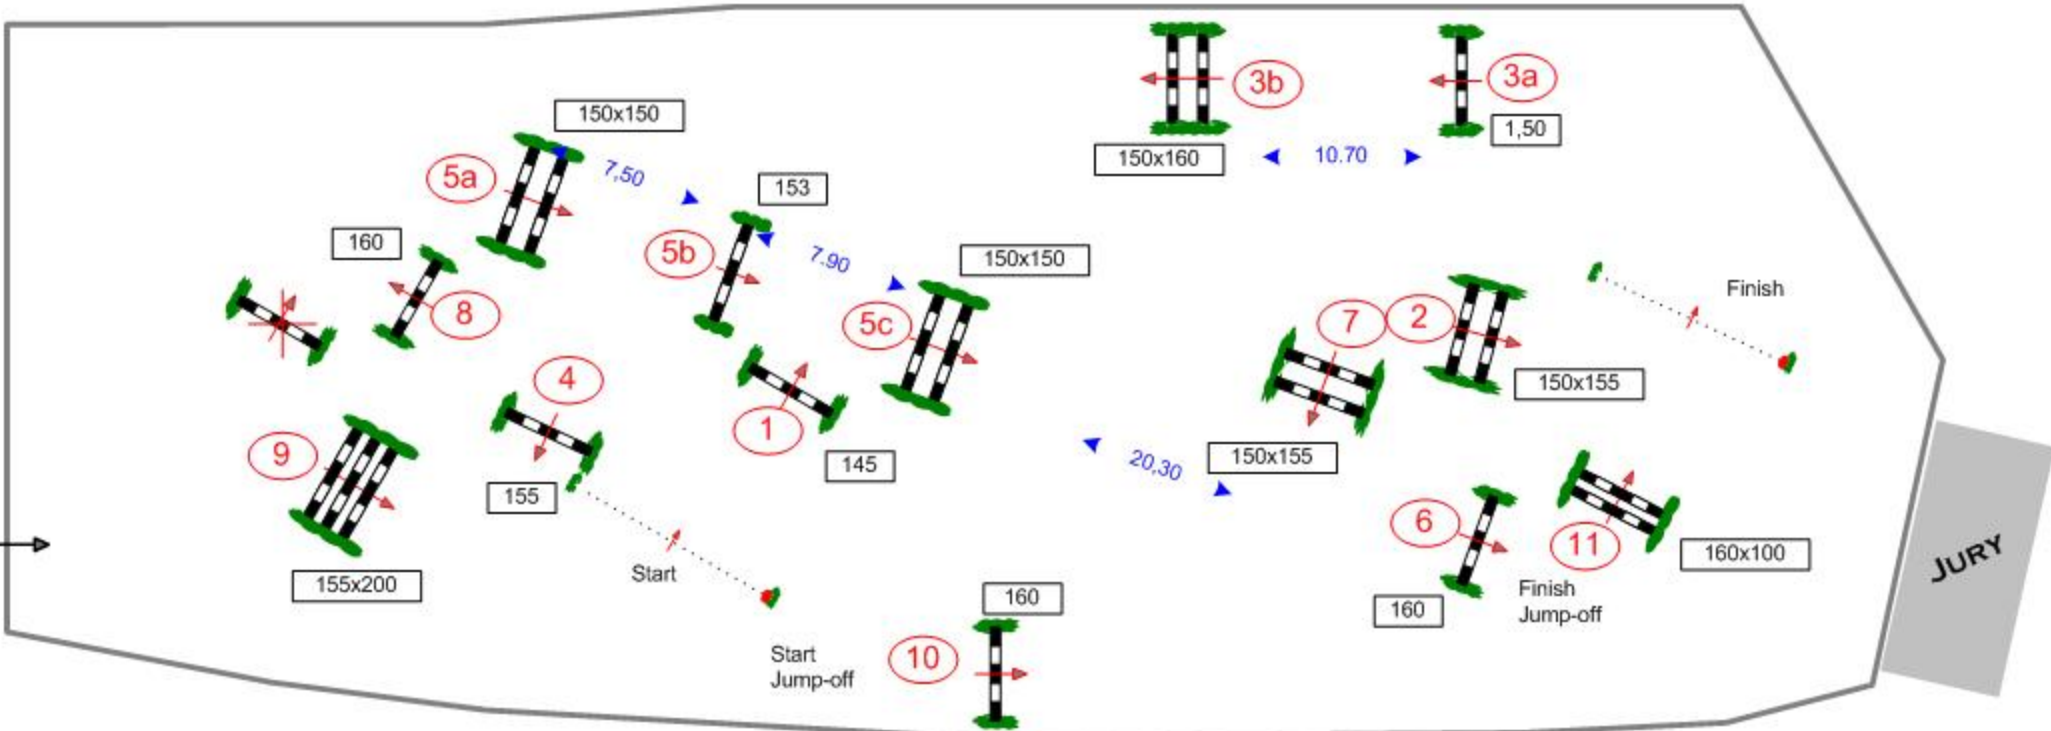 3b
3a
150x150
1,50
150x160
10.70
5a
7,50
153
160
5b
7.90
150x150
8
5c
7
2
Finish
4
1
150x155
9
155
145
20,30
150x155
6
11
160x100
155x200
Start
160
160
Finish
Jump-off
10
Start
Jump-off
JURY